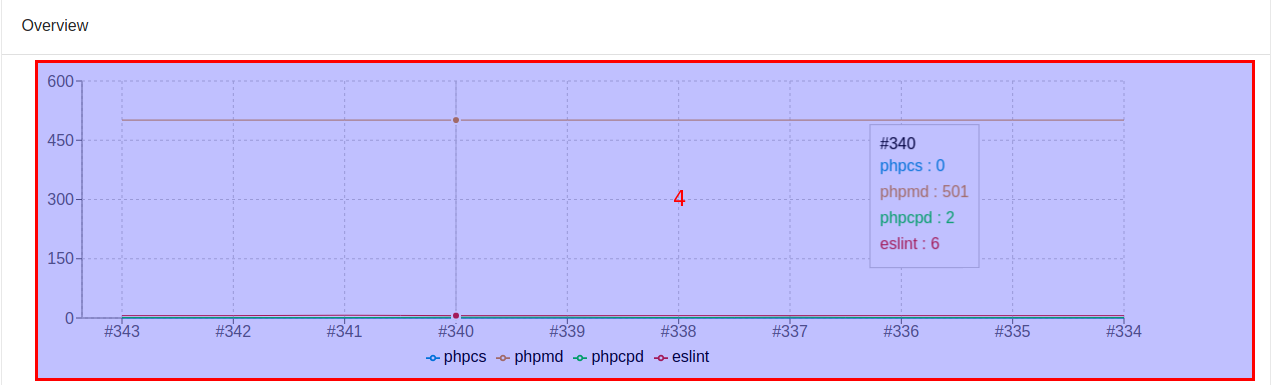 Overview
600
450
300
150
0
4
#340
phpcs : 0
phpmd : 501
phpcpd : 2
eslint : 6
#343 #342 #341 #340 #339 #338 #337 #336 #335 #334
phpcs phpmd phpcpd eslint